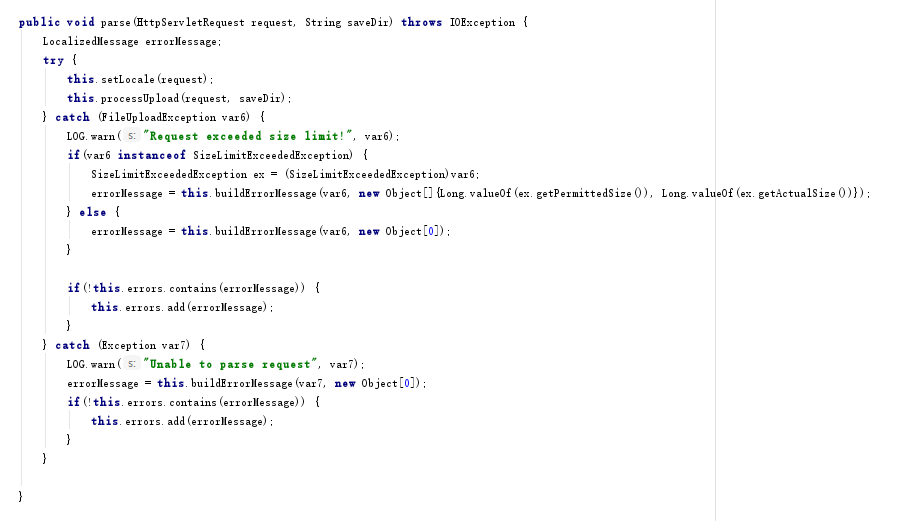 public void parse(HttpServletRequest request, String saveDir) throws IOException {
LocalizedMessage errorMessage;
try {
this.setLocale(request);
this.processUpload(request, saveDir);
} catch (FileUploadException var6) {
LOG.warn( s: "Request exceeded size limit!", var6);
if(var6 instanceof SizeLimitExceededException) {
SizeLimitExceededException ex = (SizeLimitExceededException)var6;
errorMessage = this.buildErrorMessage(var6, new Object[]{Long.valueOf(ex.getPermittedSize()), Long.valueOf(ex.getActualSize())});
} else {
errorMessage = this.buildErrorMessage(var6, new Object[0]);
}
if(!this.errors.contains(errorMessage)) {
this.errors.add(errorMessage);
}
} catch (Exception var7) {
LOG.warn( s: "Unable to parse request", var7);
errorMessage = this.buildErrorMessage(var7, new Object[0]);
if(!this.errors.contains(errorMessage)) {
this.errors.add(errorMessage);
}
}
}